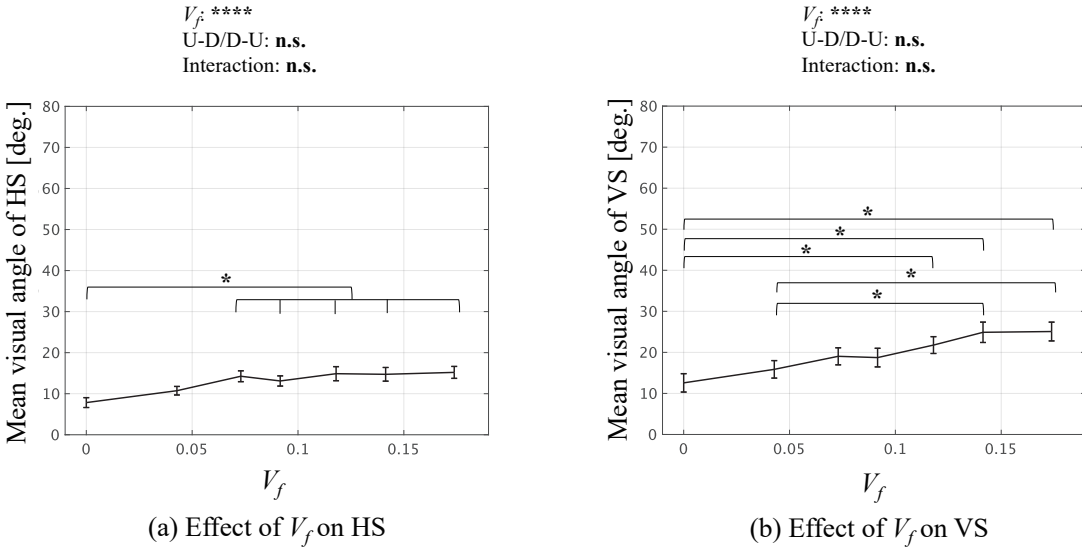 V_f: ****
U-D/D-U: n.s.
Interaction: n.s.
Mean visual angle of HS [deg.]
80
70
60
50
40
30
20
10
0
*
0 0.05 0.1 0.15
V_f
(a) Effect of V_f on HS
V_f: ****
U-D/D-U: n.s.
Interaction: n.s.
Mean visual angle of VS [deg.]
80
70
60
50
40
30
20
10
0
*
*
*
*
*
0 0.05 0.1 0.15
V_f
(b) Effect of V_f on VS